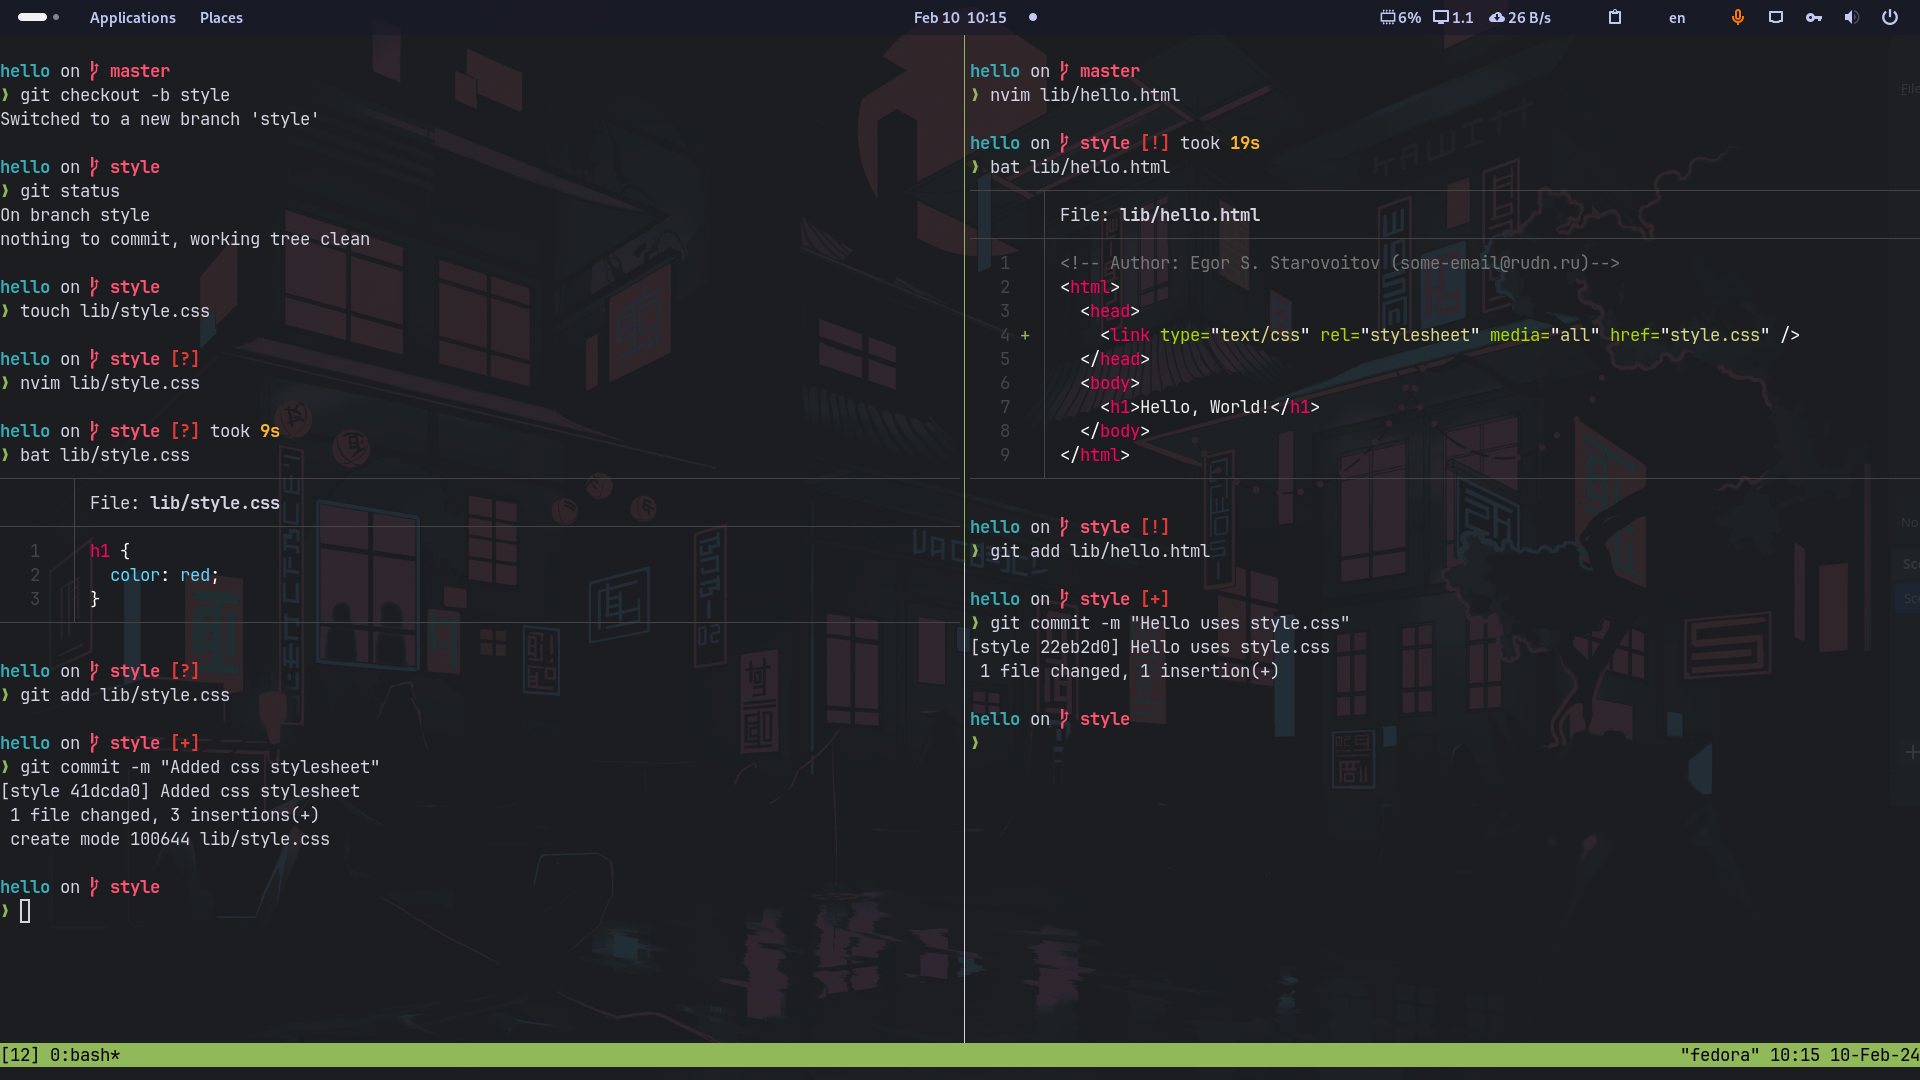 Applications Places Feb 10 10:15 6% 1.1 26 B/s en
hello on master
❱ git checkout -b style
Switched to a new branch 'style'
hello on style
❱ git status
On branch style
nothing to commit, working tree clean
hello on style
❱ touch lib/style.css
hello on style [?]
❱ nvim lib/style.css
hello on style [?] took 9s
❱ bat lib/style.css
File: lib/style.css
1 h1 {
2 color: red;
3 }
hello on style [?]
❱ git add lib/style.css
hello on style [+]
❱ git commit -m "Added css stylesheet"
[style 41dcda0] Added css stylesheet
1 file changed, 3 insertions(+)
create mode 100644 lib/style.css
hello on style
❱
hello on master
❱ nvim lib/hello.html
hello on style [!] took 19s
❱ bat lib/hello.html
File: lib/hello.html
1 <!-- Author: Egor S. Starovoitov (some-email@rudn.ru)-->
2 <html>
3 <head>
4 + <link type="text/css" rel="stylesheet" media="all" href="style.css" />
5 </head>
6 <body>
7 <h1>Hello, World!</h1>
8 </body>
9 </html>
hello on style [!]
❱ git add lib/hello.html
hello on style [+]
❱ git commit -m "Hello uses style.css"
[style 22eb2d0] Hello uses style.css
1 file changed, 1 insertion(+)
hello on style
❱
[12] 0:bash* "fedora" 10:15 10-Feb-24